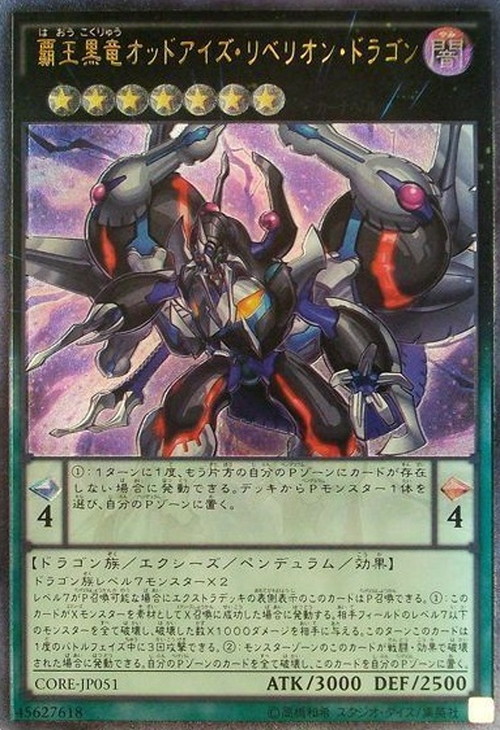 はおうこくりゅう
覇王黒竜オッドアイズ・リベリオン・ドラゴン
やみ
闇
①:1ターンに1度、もう片方の自分のPゾーンにカードが存在
しない場合に発動できる。デッキからPモンスター1体を
選び、自分のPゾーンに置く。
4
4
【ドラゴン族/エクシーズ/ペンデュラム/効果】
ドラゴン族レベル7モンスター×2
レベル7がP召喚可能な場合にエクストラデッキの表側表示のこのカードはP召喚できる。①:この
カードがXモンスターを素材としてX召喚に成功した場合に発動する。相手フィールドのレベル7以下
のモンスターを全て破壊し、破壊した数×1000ダメージを相手に与える。このターンこのカードは
1度のバトルフェイズ中に3回攻撃できる。②:モンスターゾーンのこのカードが戦闘・効果で破壊
された場合に発動できる。自分のPゾーンのカードを全て破壊し、このカードを自分のPゾーンに置く。
CORE-JP051
ATK/3000 DEF/2500
45627618
©高橋和希 スタジオ・ダイス/集英社